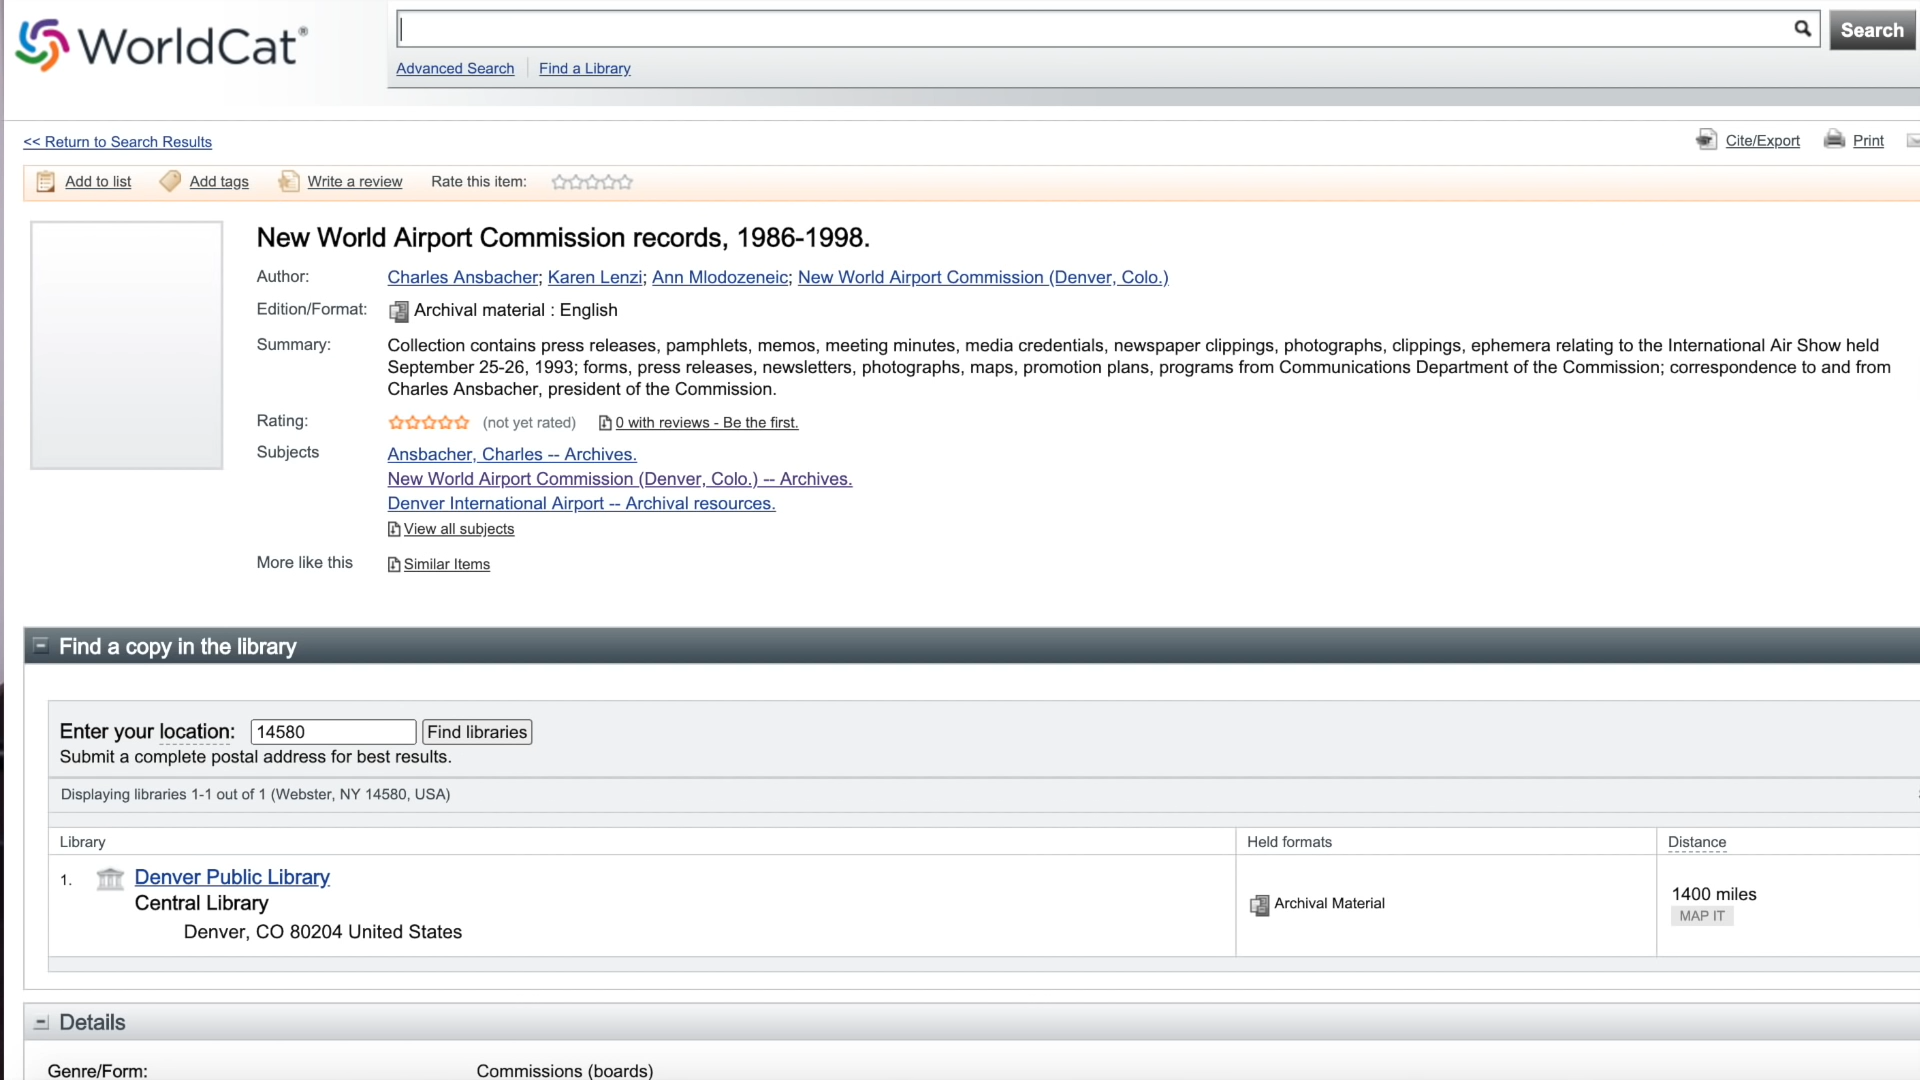 WorldCat®
Search
Advanced Search
Find a Library
<< Return to Search Results
Cite/Export
Print
Add to list
Add tags
Write a review
Rate this item:
New World Airport Commission records, 1986-1998.
Author:
Charles Ansbacher; Karen Lenzi; Ann Mlodozeneic; New World Airport Commission (Denver, Colo.)
Edition/Format:
Archival material : English
Summary:
Collection contains press releases, pamphlets, memos, meeting minutes, media credentials, newspaper clippings, photographs, clippings, ephemera relating to the International Air Show held
September 25-26, 1993; forms, press releases, newsletters, photographs, maps, promotion plans, programs from Communications Department of the Commission; correspondence to and from
Charles Ansbacher, president of the Commission.
Rating:
(not yet rated)
0 with reviews - Be the first.
Subjects
Ansbacher, Charles -- Archives.
New World Airport Commission (Denver, Colo.) -- Archives.
Denver International Airport -- Archival resources.
View all subjects
More like this
Similar Items
Find a copy in the library
Enter your location:
14580
Find libraries
Submit a complete postal address for best results.
Displaying libraries 1-1 out of 1 (Webster, NY 14580, USA)
Library
Held formats
Distance
1.
Denver Public Library
Central Library
Denver, CO 80204 United States
Archival Material
1400 miles
MAP IT
Details
Genre/Form:
Commissions (boards)